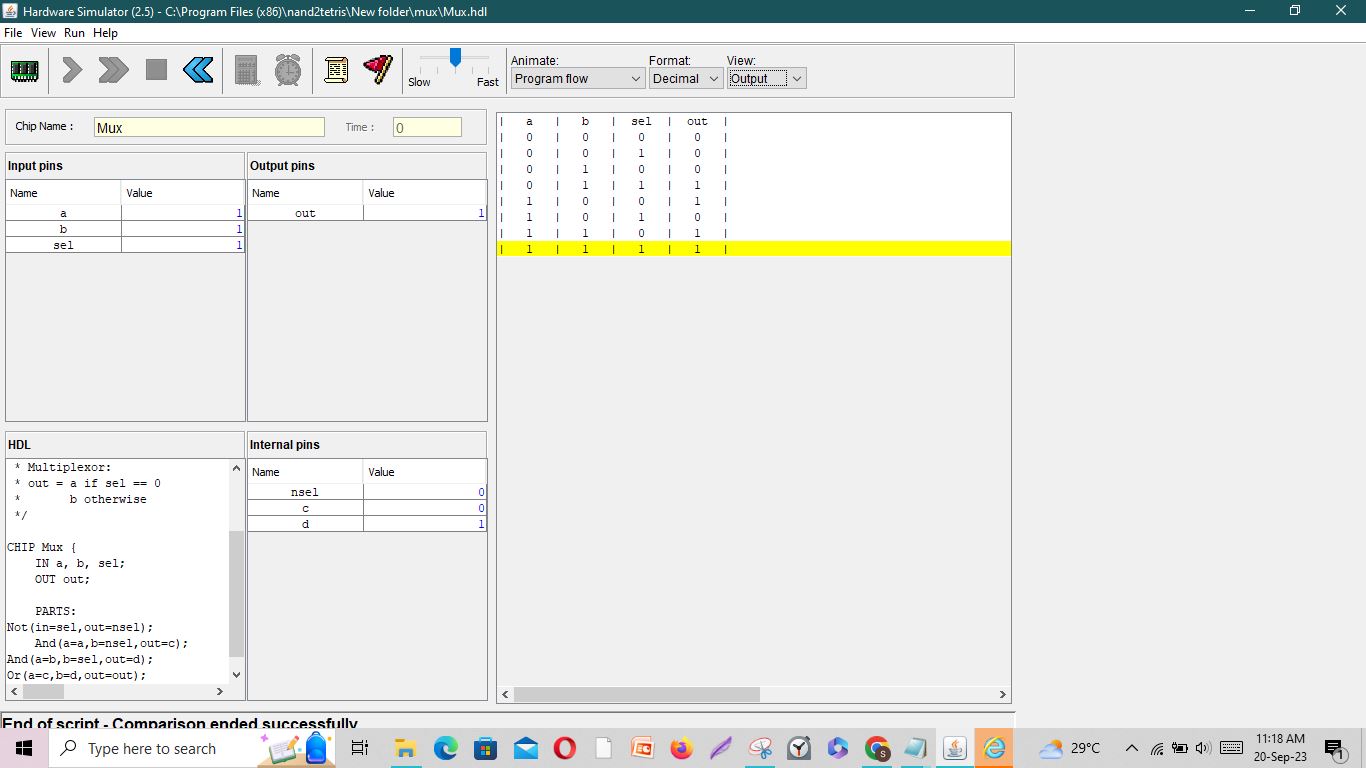 Hardware Simulator (2.5) - C:\Program Files (x86)\nand2tetris\New folder\mux\Mux.hdl
File View Run Help
Slow Fast
Animate:
Program flow
Format:
Decimal
View:
Output
Chip Name :
Mux
Time :
0
Input pins
Name Value
a 1
b 1
sel 1
Output pins
Name Value
out 1
HDL
* Multiplexor:
* out = a if sel == 0
*       b otherwise
*/
CHIP Mux {
IN a, b, sel;
OUT out;
PARTS:
Not(in=sel,out=nsel);
And(a=a,b=nsel,out=c);
And(a=b,b=sel,out=d);
Or(a=c,b=d,out=out);
Internal pins
Name Value
nsel 0
c 0
d 1
| a | b | sel | out |
| 0 | 0 | 0 | 0 |
| 0 | 0 | 1 | 0 |
| 0 | 1 | 0 | 0 |
| 0 | 1 | 1 | 1 |
| 1 | 0 | 0 | 1 |
| 1 | 0 | 1 | 0 |
| 1 | 1 | 0 | 1 |
| 1 | 1 | 1 | 1 |
End of script - Comparison ended successfully
Type here to search
29°C
11:18 AM
20-Sep-23
1